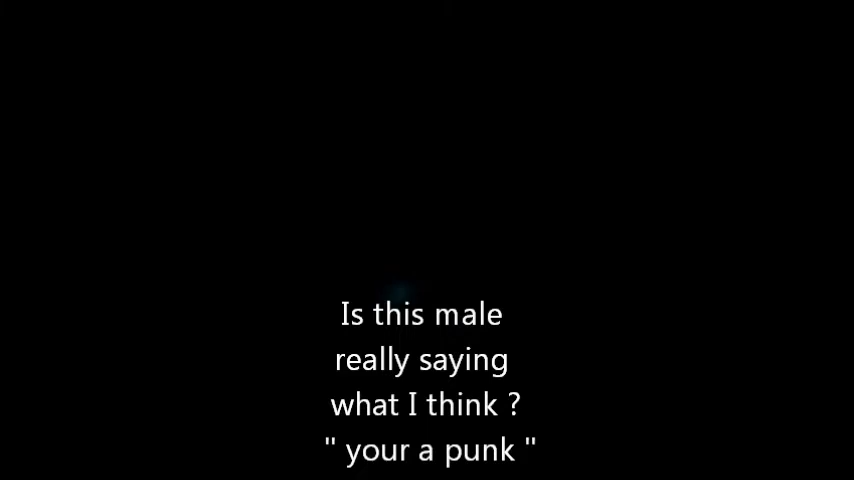 Is this male
really saying
what I think ?
" your a punk "